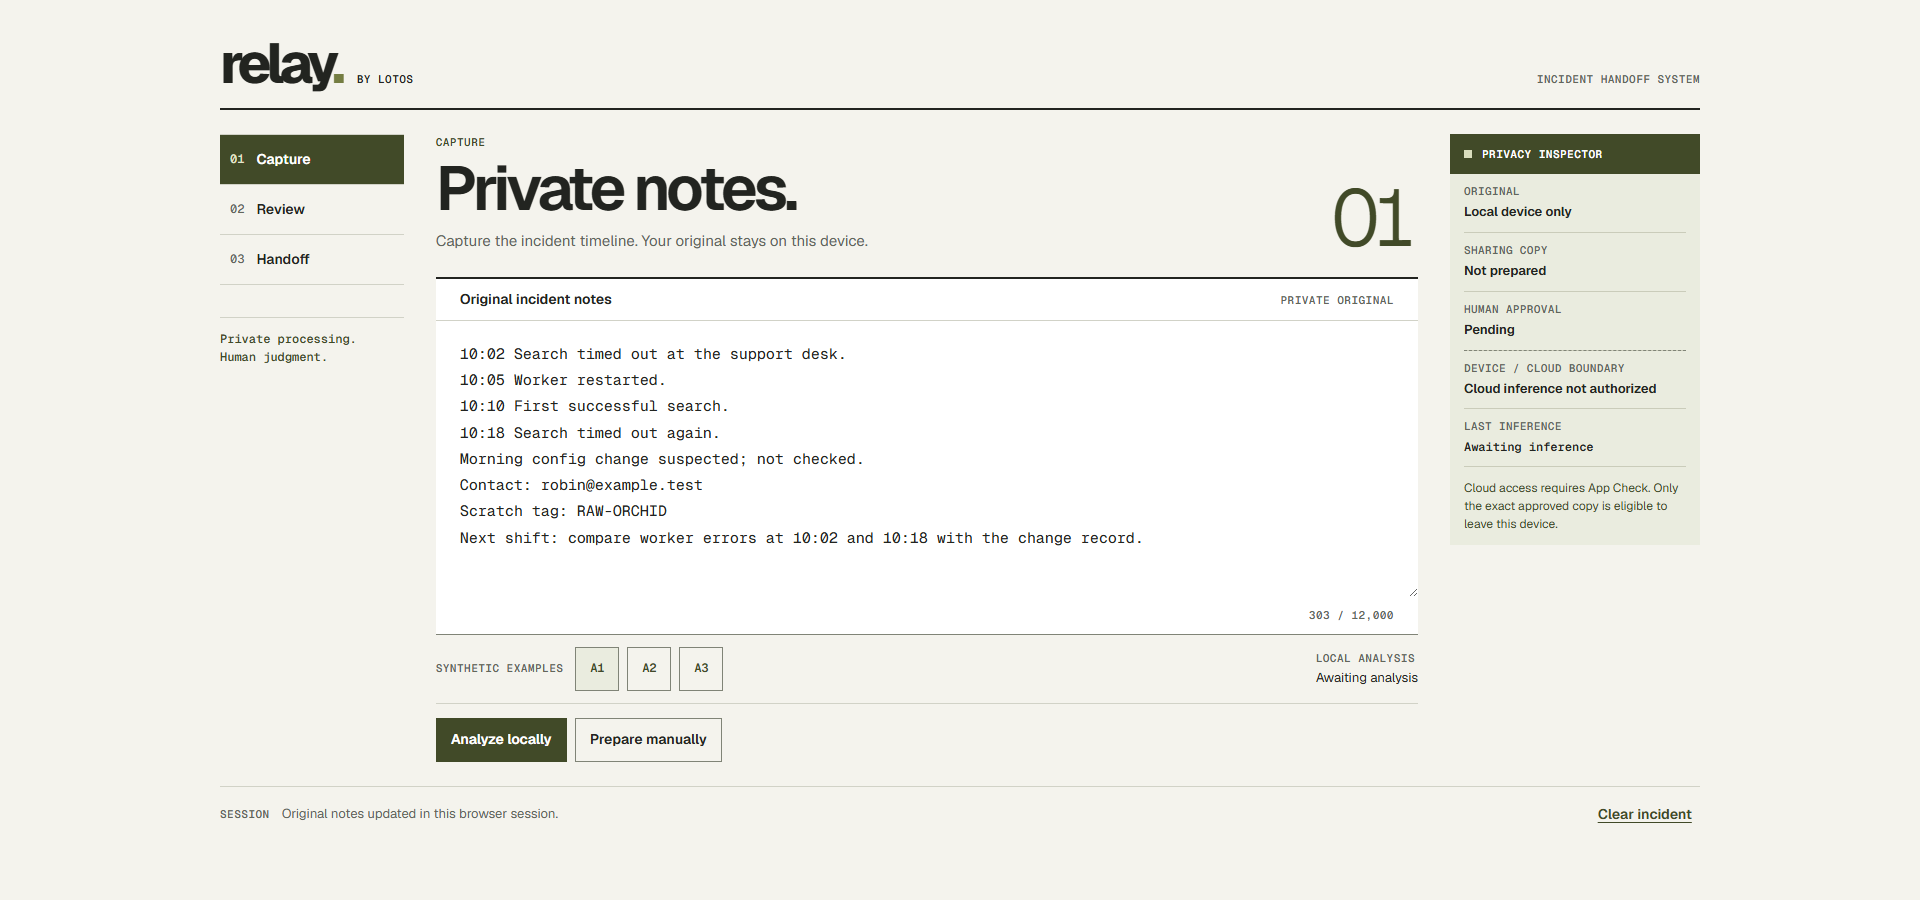 relay. BY LOTOS
INCIDENT HANDOFF SYSTEM
01 Capture
02 Review
03 Handoff
Private processing.
Human judgment.
CAPTURE
Private notes.
Capture the incident timeline. Your original stays on this device.
01
Original incident notes
PRIVATE ORIGINAL
10:02 Search timed out at the support desk.
10:05 Worker restarted.
10:10 First successful search.
10:18 Search timed out again.
Morning config change suspected; not checked.
Contact: robin@example.test
Scratch tag: RAW-ORCHID
Next shift: compare worker errors at 10:02 and 10:18 with the change record.
303 / 12,000
SYNTHETIC EXAMPLES A1 A2 A3
LOCAL ANALYSIS
Awaiting analysis
Analyze locally Prepare manually
PRIVACY INSPECTOR
ORIGINAL
Local device only
SHARING COPY
Not prepared
HUMAN APPROVAL
Pending
DEVICE / CLOUD BOUNDARY
Cloud inference not authorized
LAST INFERENCE
Awaiting inference
Cloud access requires App Check. Only
the exact approved copy is eligible to
leave this device.
SESSION Original notes updated in this browser session.
Clear incident